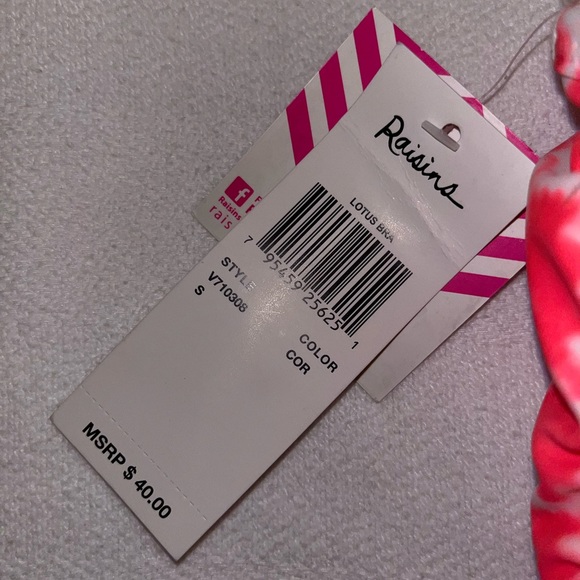 Raisins
LOTUS BRA
7 95459 25625 1
STYLE COLOR
V710308 COR
S
MSRP $ 40.00
f
Raisins
rais